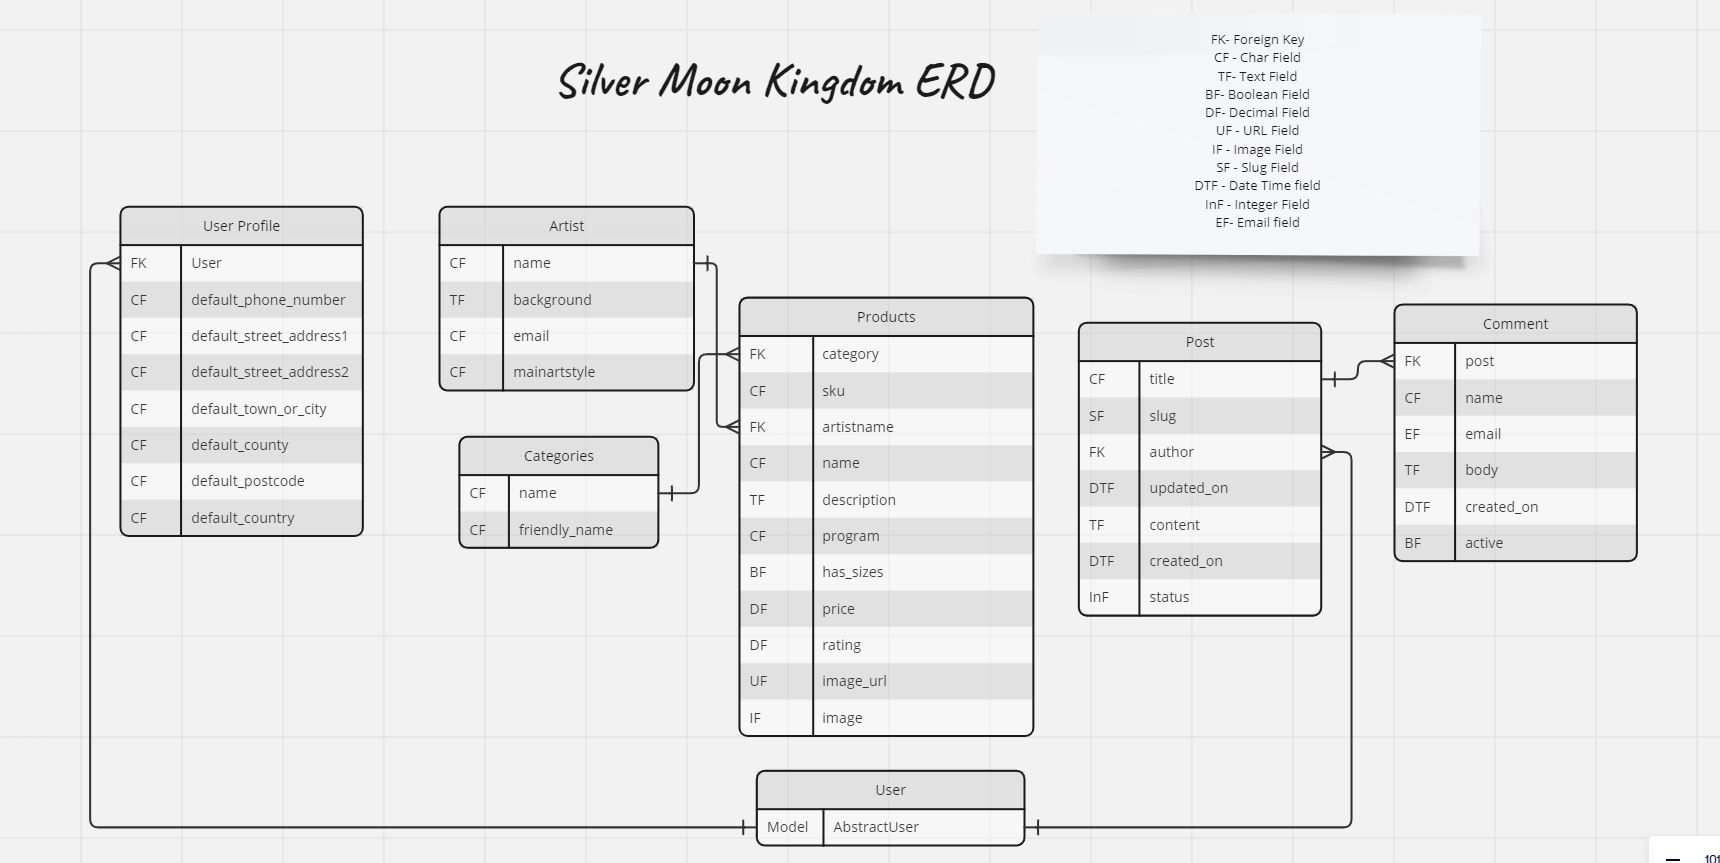 Silver Moon Kingdom ERD
FK- Foreign Key
CF - Char Field
TF- Text Field
BF- Boolean Field
DF- Decimal Field
UF - URL Field
IF - Image Field
SF - Slug Field
DTF - Date Time field
InF - Integer Field
EF- Email field
User Profile
FK User
CF default_phone_number
CF default_street_address1
CF default_street_address2
CF default_town_or_city
CF default_county
CF default_postcode
CF default_country
Artist
CF name
TF background
CF email
CF mainartstyle
Categories
CF name
CF friendly_name
Products
FK category
CF sku
FK artistname
CF name
TF description
CF program
BF has_sizes
DF price
DF rating
UF image_url
IF image
Post
CF title
SF slug
FK author
DTF updated_on
TF content
DTF created_on
InF status
Comment
FK post
CF name
EF email
TF body
DTF created_on
BF active
User
Model AbstractUser